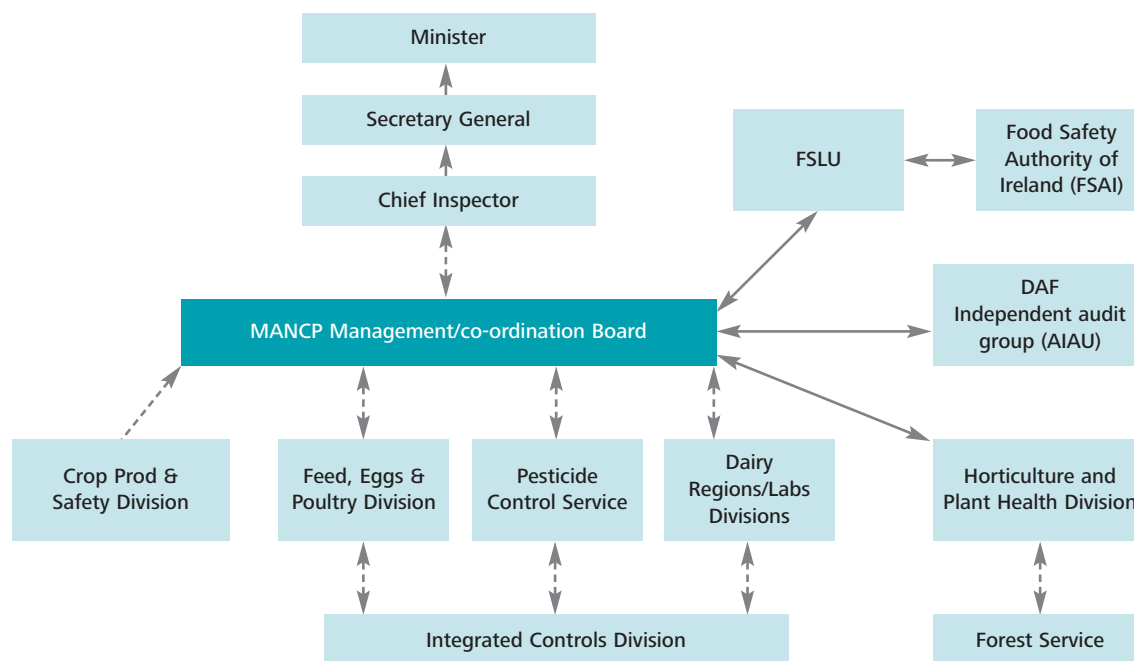 Minister
Secretary General
Chief Inspector
FSLU
Food Safety
Authority of
Ireland (FSAI)
MANCP Management/co-ordination Board
DAF
Independent audit
group (AIAU)
Crop Prod &
Safety Division
Feed, Eggs &
Poultry Division
Pesticide
Control Service
Dairy
Regions/Labs
Divisions
Horticulture and
Plant Health Division
Integrated Controls Division
Forest Service